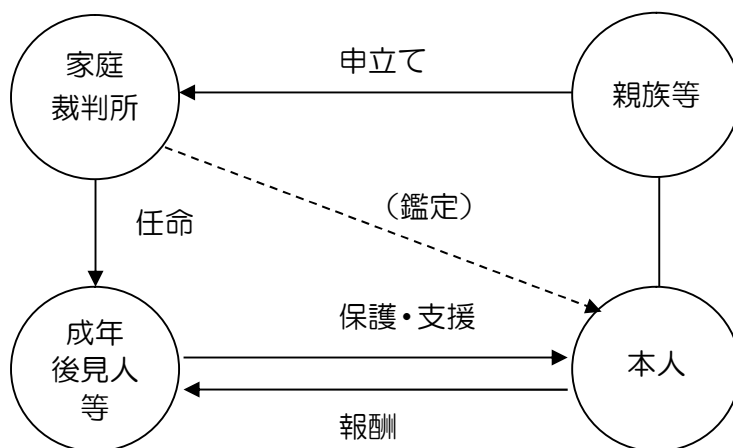 家庭
裁判所
申立て
親族等
任命
（鑑定）
成年
後見人
等
保護・支援
本人
報酬